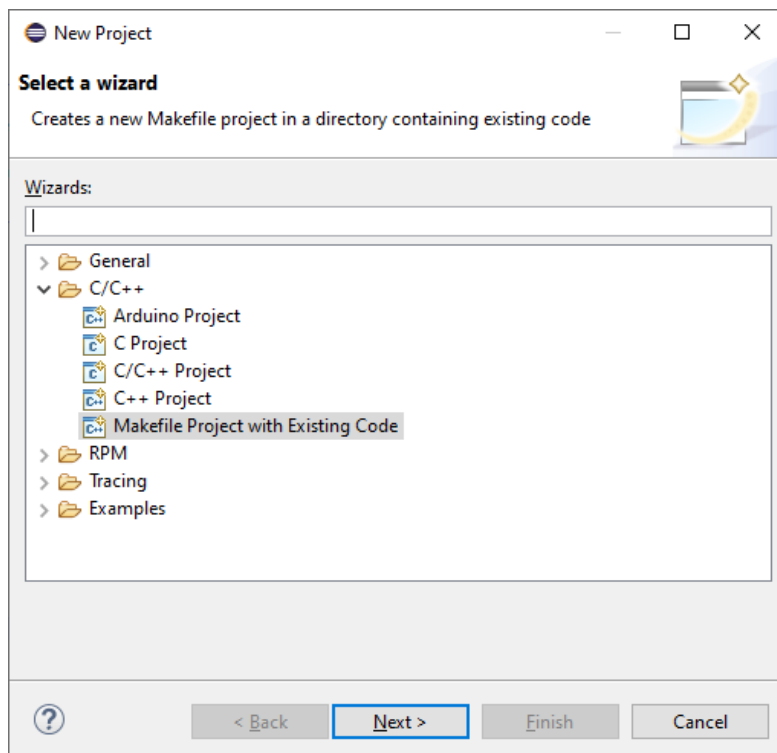 New Project
Select a wizard
Creates a new Makefile project in a directory containing existing code
Wizards:
General
C/C++
Arduino Project
C Project
C/C++ Project
C++ Project
Makefile Project with Existing Code
RPM
Tracing
Examples
? < Back Next > Finish Cancel